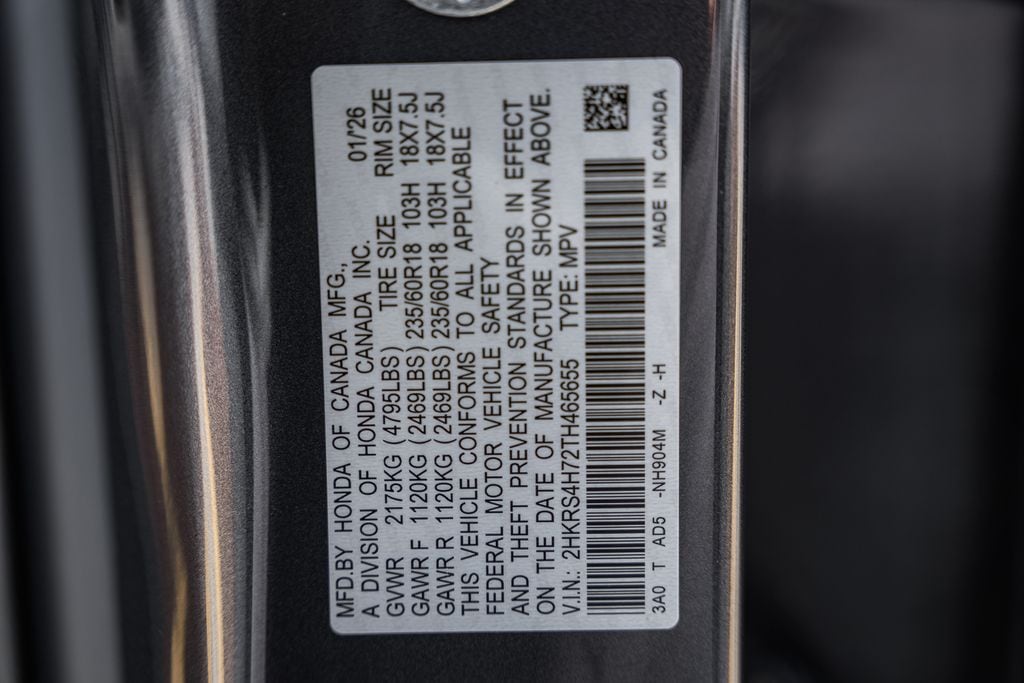 MFD.BY HONDA OF CANADA MFG.,
A DIVISION OF HONDA CANADA INC. 01/'26
GVWR 2175KG (4795LBS) TIRE SIZE RIM SIZE
GAWR F 1120KG (2469LBS) 235/60R18 103H 18X7.5J
GAWR R 1120KG (2469LBS) 235/60R18 103H 18X7.5J
THIS VEHICLE CONFORMS TO ALL APPLICABLE
FEDERAL MOTOR VEHICLE SAFETY
AND THEFT PREVENTION STANDARDS IN EFFECT
ON THE DATE OF MANUFACTURE SHOWN ABOVE.
V.I.N.: 2HKRS4H72TH465655 TYPE: MPV
3A0 T AD5 -NH904M -Z -H MADE IN CANADA